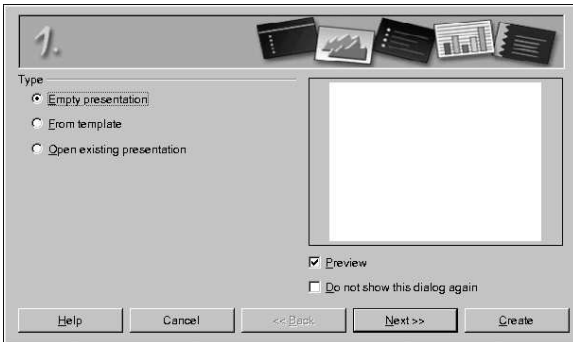 1.
Type
Empty presentation
From template
Open existing presentation
Preview
Do not show this dialog again
Help Cancel << Back Next >> Create